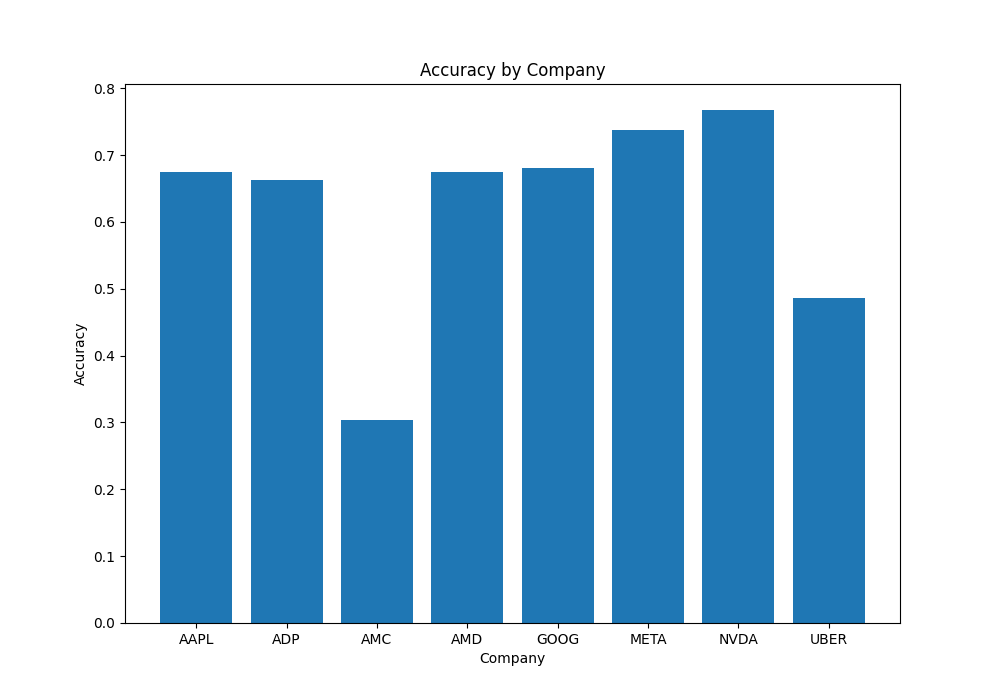 Accuracy by Company
0.8
0.7
0.6
0.5
0.4
0.3
0.2
0.1
0.0
Accuracy
AAPL ADP AMC AMD GOOG META NVDA UBER
Company